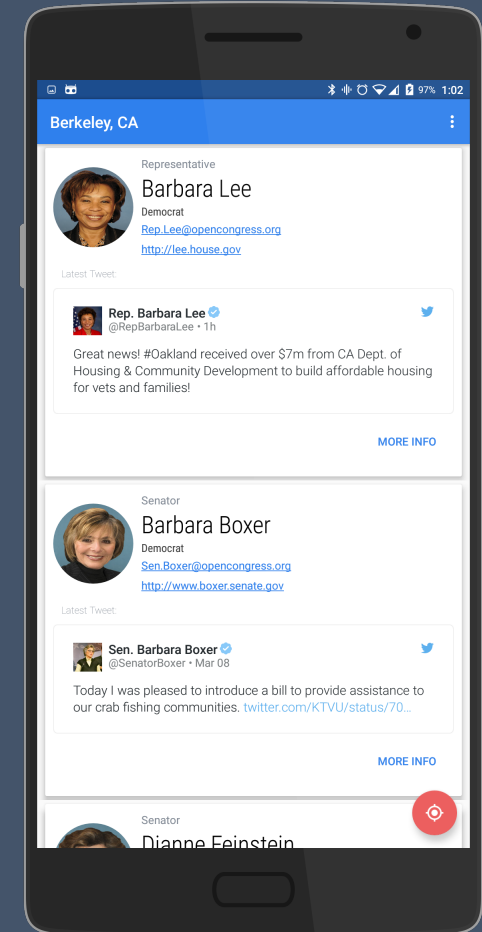 97% 1:02
Berkeley, CA
Representative
Barbara Lee
Democrat
Rep.Lee@opencongress.org
http://lee.house.gov
Latest Tweet:
Rep. Barbara Lee
@RepBarbaraLee • 1h
Great news! #Oakland received over $7m from CA Dept. of
Housing & Community Development to build affordable housing
for vets and families!
MORE INFO
Senator
Barbara Boxer
Democrat
Sen.Boxer@opencongress.org
http://www.boxer.senate.gov
Latest Tweet:
Sen. Barbara Boxer
@SenatorBoxer • Mar 08
Today I was pleased to introduce a bill to provide assistance to
our crab fishing communities. twitter.com/KTVU/status/70...
MORE INFO
Senator
Dianne Feinstein